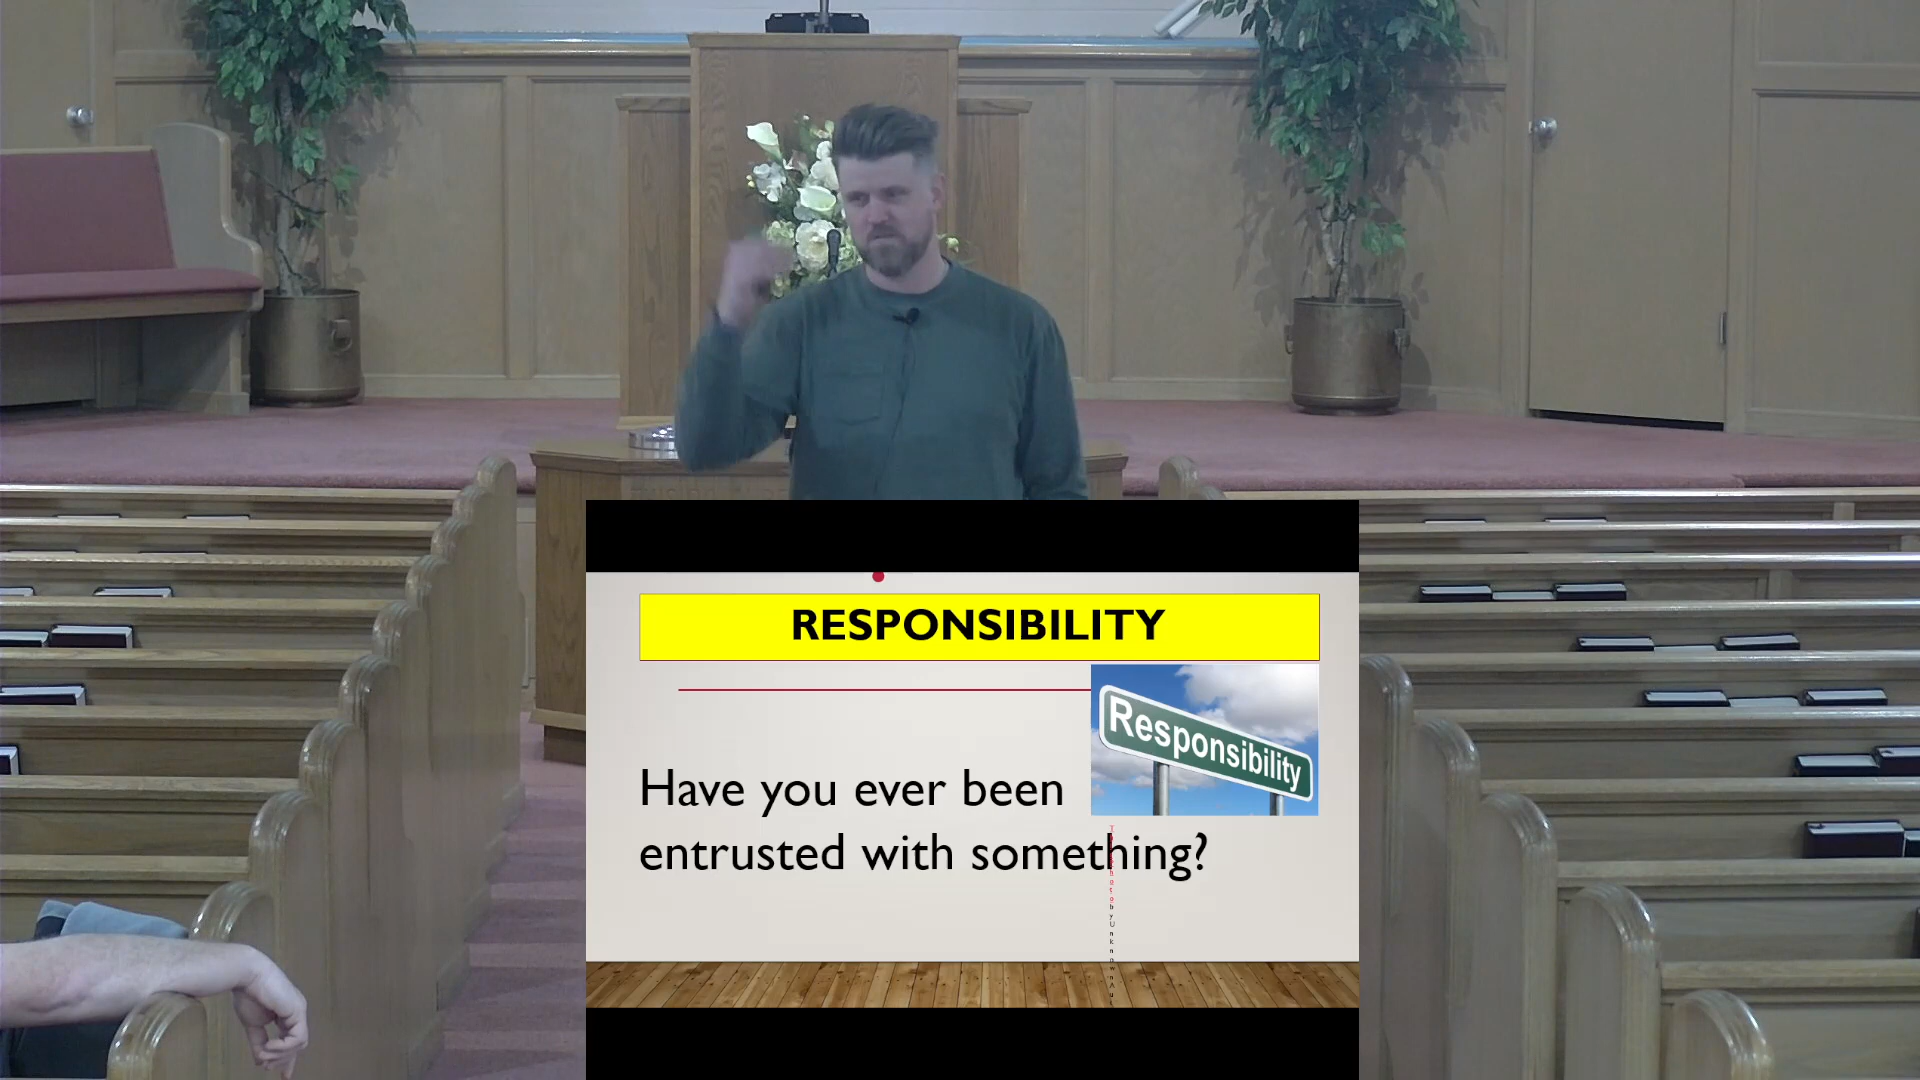 RESPONSIBILITY
Responsibility
Have you ever been
entrusted with something?